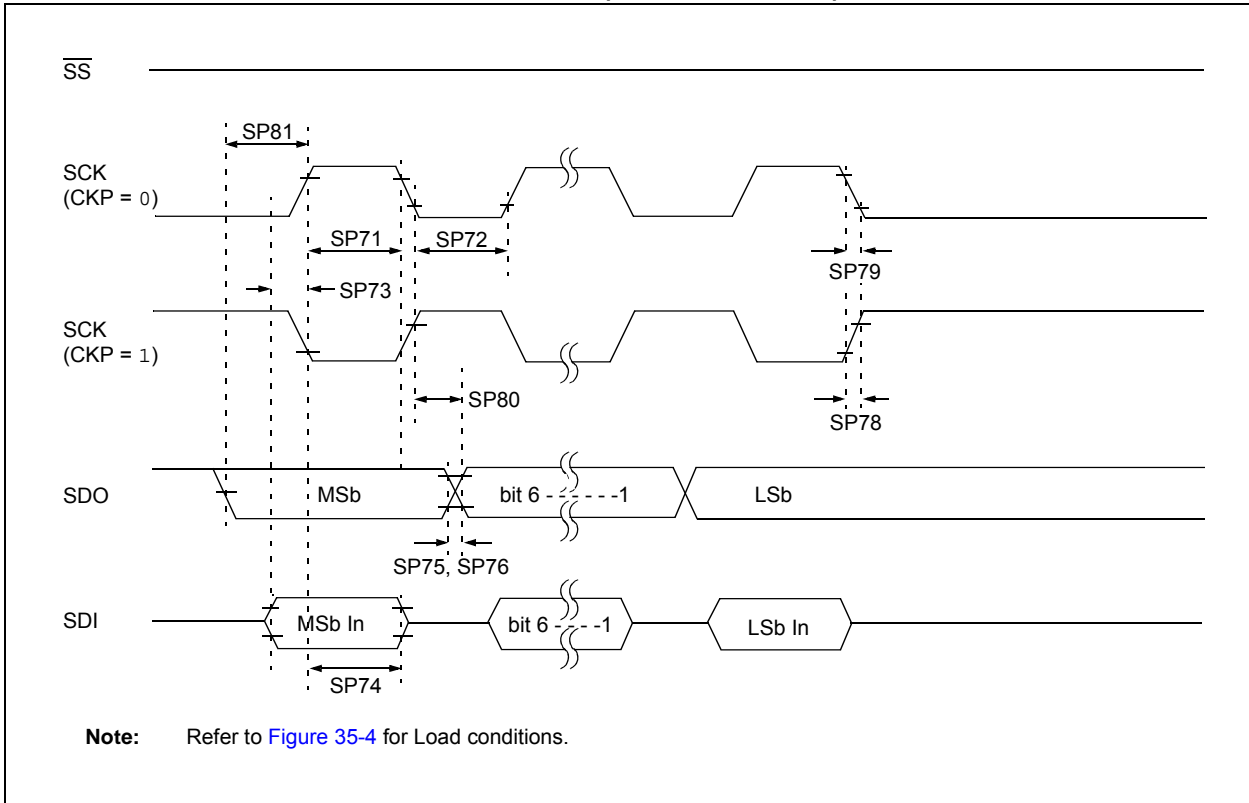 SS
SP81
SCK
(CKP = 0)
SP71
SP72
SP79
SP73
SCK
(CKP = 1)
SP80
SP78
SDO
MSb
bit 6 - - - - - -1
LSb
SP75, SP76
SDI
MSb In
bit 6 - - - -1
LSb In
SP74
Note: Refer to Figure 35-4 for Load conditions.